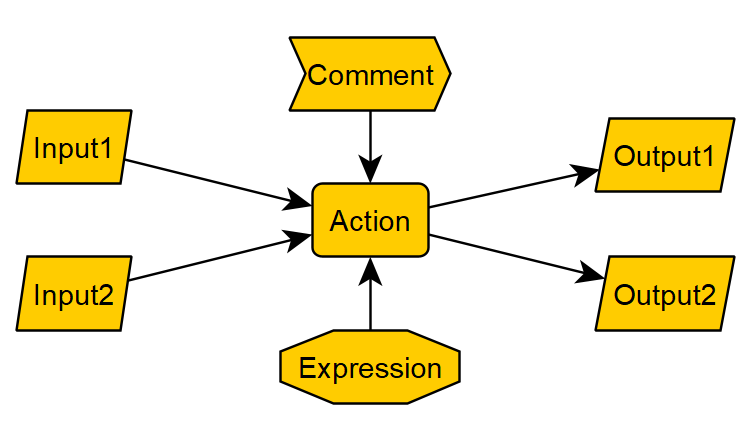 Comment
Input1
Output1
Action
Input2
Output2
Expression